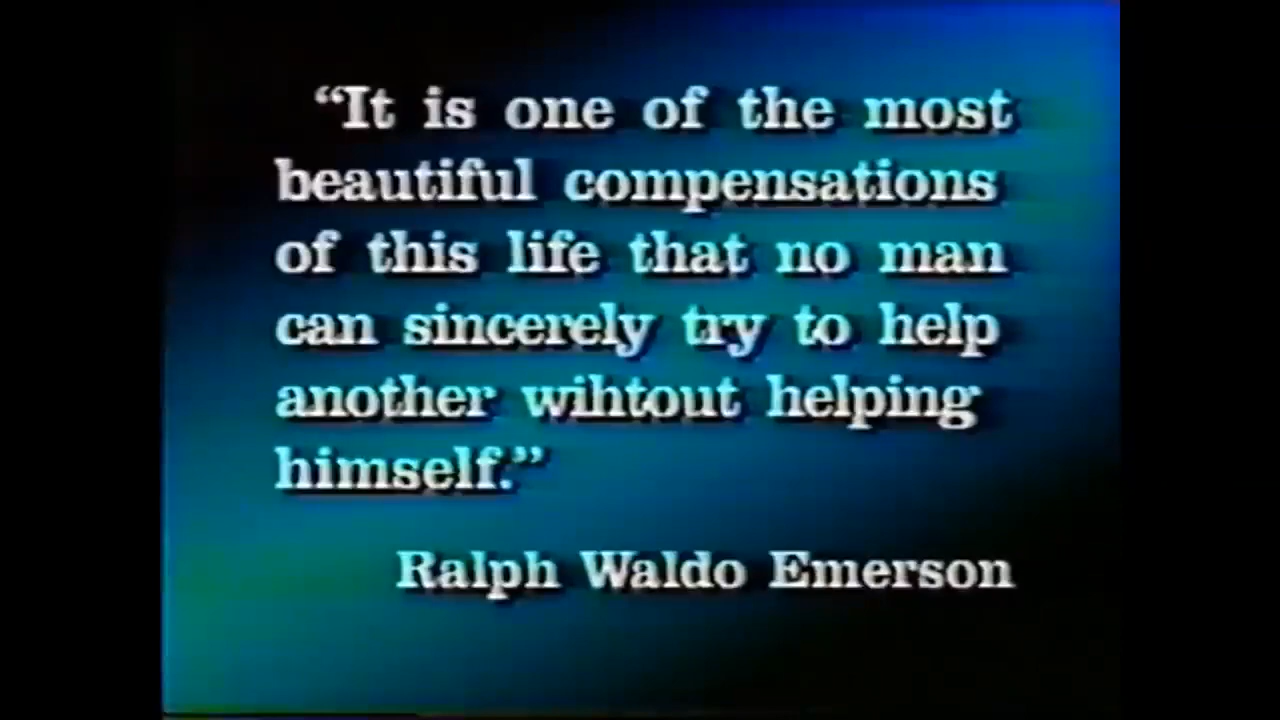 “It is one of the most
beautiful compensations
of this life that no man
can sincerely try to help
another wihtout helping
himself.”
Ralph Waldo Emerson